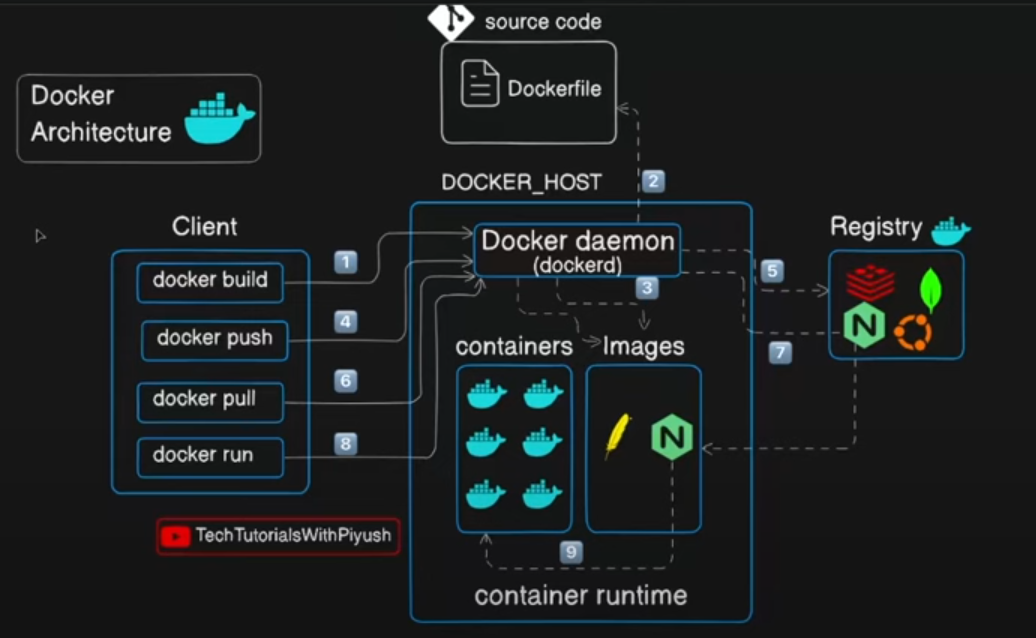 source code
Dockerfile
Docker
Architecture
DOCKER_HOST
2
Client
Docker daemon
(dockerd)
Registry
docker build
1
3
5
docker push
4
containers
Images
7
docker pull
6
N
N
docker run
8
TechTutorialsWithPiyush
9
container runtime